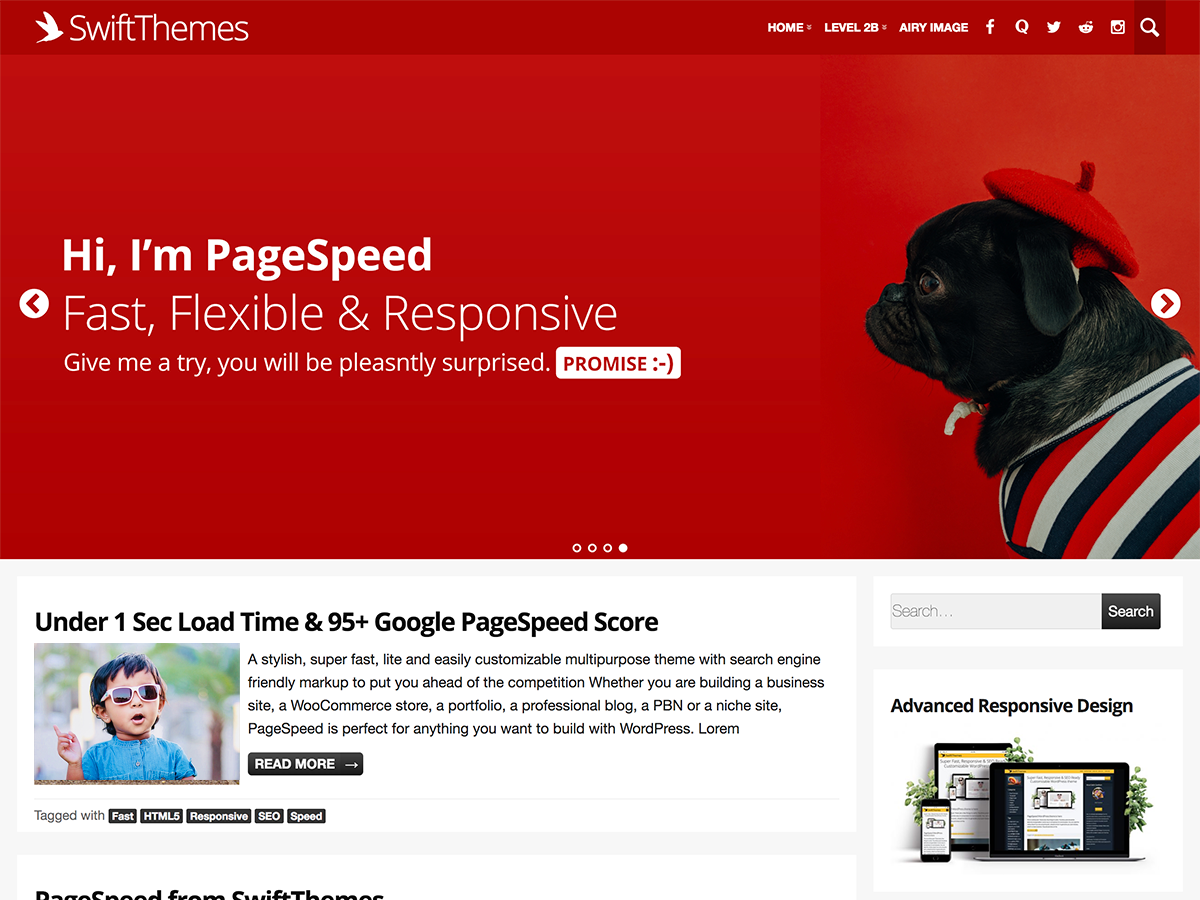 SwiftThemes
HOME LEVEL 2B AIRY IMAGE
Hi, I'm PageSpeed
Fast, Flexible & Responsive
Give me a try, you will be pleasntly surprised. PROMISE :-)
Under 1 Sec Load Time & 95+ Google PageSpeed Score
A stylish, super fast, lite and easily customizable multipurpose theme with search engine
friendly markup to put you ahead of the competition Whether you are building a business
site, a WooCommerce store, a portfolio, a professional blog, a PBN or a niche site,
PageSpeed is perfect for anything you want to build with WordPress. Lorem
READ MORE →
Tagged with Fast HTML5 Responsive SEO Speed
PageSpeed from SwiftThemes
Search… Search
Advanced Responsive Design